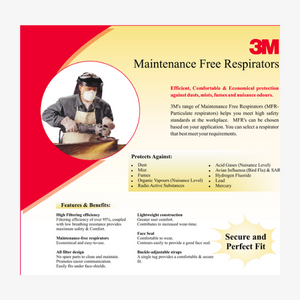 3M
Maintenance Free Respirators
Efficient, Comfortable & Economical protection
against dusts, mists, fumes and nuisance odours.
3M's range of Maintenance Free Respirators (MFR-
Particulate respirators) helps you meet high safety
standards at the workplace. MFR's can be chosen
based on your application. You can select a respirator
that best meet your requirements.
Protects Against:
Dust
Mist
Fumes
Organic Vapours (Nuisance Level)
Radio Active Substances
Acid Gases (Nuisance Level)
Avian Influenza (Bird Flu) & SAR
Hydrogen Fluoride
Lead
Mercury
Features & Benefits:
High Filtering efficiency
Filtering efficiency of over 95%, coupled
with low breathing resistance provides
maximum safety & Comfort.
Maintenance-free respirators
Economical and easy-to-use.
All filter design
No spare parts to clean and maintain.
Promotes easier communication
Easily fits under face-shields.
Lightweight construction
Greater user comfort.
Contributes to increased wear-time.
Face Seal
Comfortable to wear.
Contours easily to provide a good face seal.
Buckle-adjustable straps
A single tug provides a comfortable & secure
fit.
Secure and
Perfect Fit